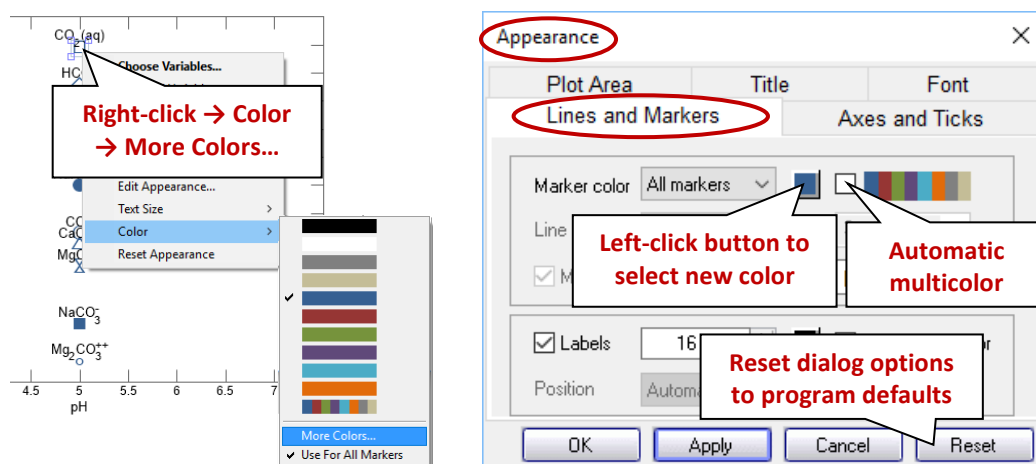 CO₂(aq)
Choose Variables...
HC
Right-click → Color
→ More Colors...
Edit Appearance...
Text Size
CO
Color
CaC
MgC
Reset Appearance
NaCO₃⁻
Mg₂CO₃⁺⁺
4.5 5 5.5 6 6.5 7
pH
More Colors...
Use For All Markers
Appearance
Plot Area Title Font
Lines and Markers Axes and Ticks
Marker color All markers
Line
Left-click button to
select new color
Automatic
multicolor
M
Labels 16
Reset dialog options
to program defaults
Position Autom
OK Apply Cancel Reset